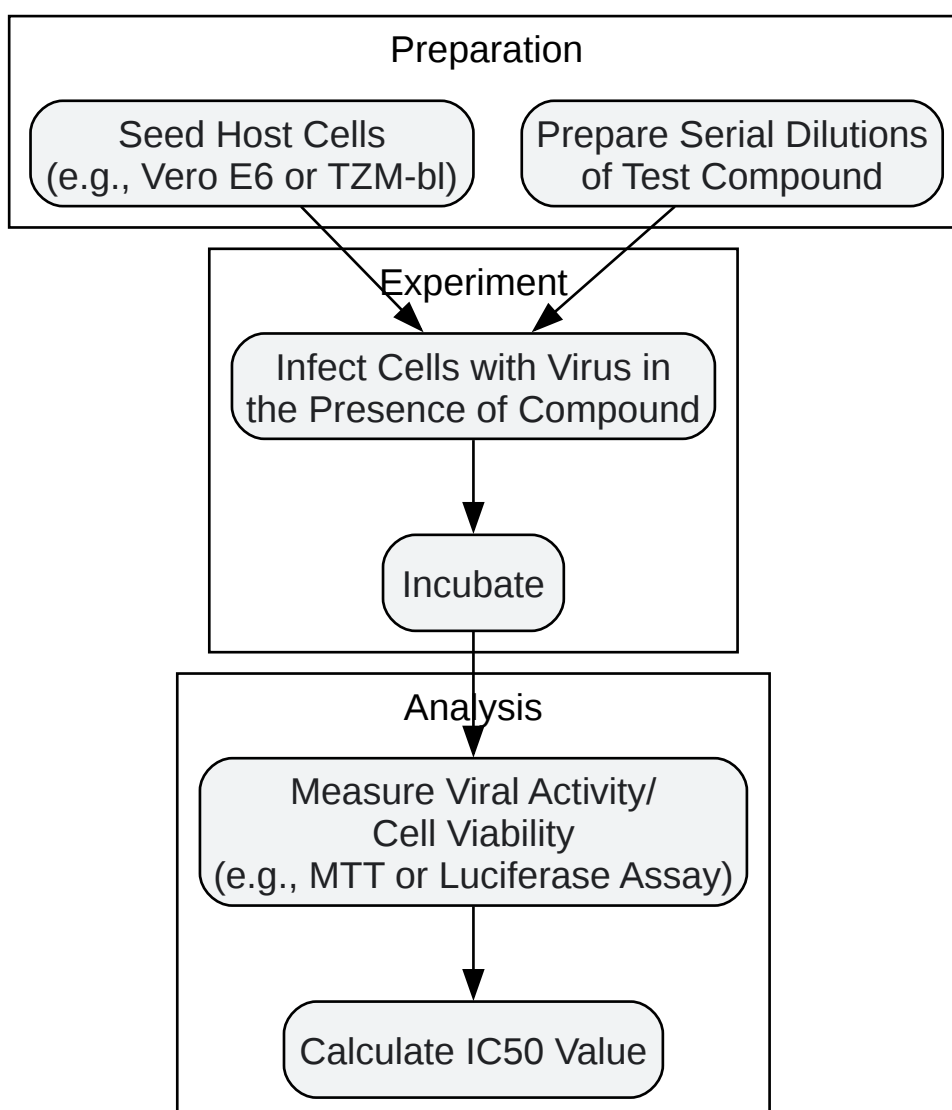 Preparation
Seed Host Cells
(e.g., Vero E6 or TZM-bl)
Prepare Serial Dilutions
of Test Compound
Experiment
Infect Cells with Virus in
the Presence of Compound
Incubate
Analysis
Measure Viral Activity/
Cell Viability
(e.g., MTT or Luciferase Assay)
Calculate IC50 Value